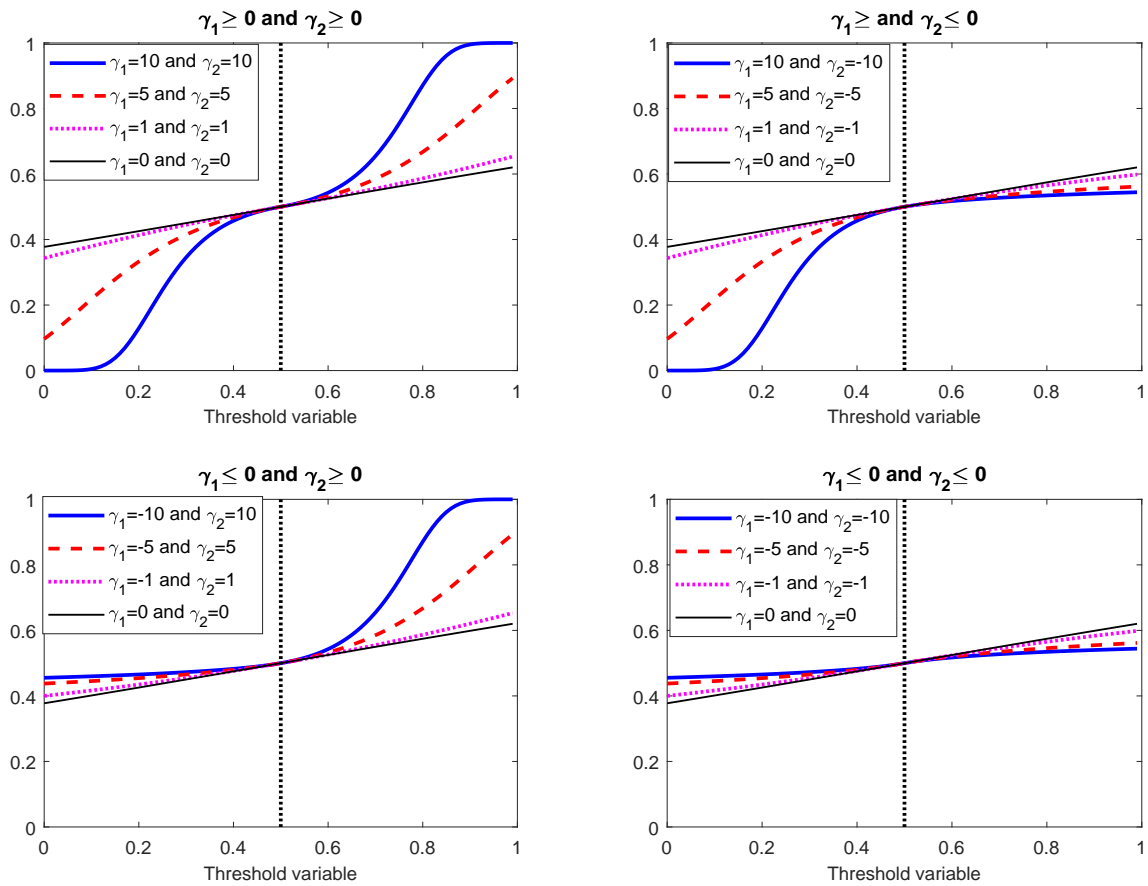 γ1≥ 0 and γ2≥ 0
γ1=10 and γ2=10
γ1=5 and γ2=5
γ1=1 and γ2=1
γ1=0 and γ2=0
1
0.8
0.6
0.4
0.2
0
0 0.2 0.4 0.6 0.8 1
Threshold variable
γ1≥ and γ2≤ 0
γ1=10 and γ2=-10
γ1=5 and γ2=-5
γ1=1 and γ2=-1
γ1=0 and γ2=0
1
0.8
0.6
0.4
0.2
0
0 0.2 0.4 0.6 0.8 1
Threshold variable
γ1≤ 0 and γ2≥ 0
γ1=-10 and γ2=10
γ1=-5 and γ2=5
γ1=-1 and γ2=1
γ1=0 and γ2=0
1
0.8
0.6
0.4
0.2
0
0 0.2 0.4 0.6 0.8 1
Threshold variable
γ1≤ 0 and γ2≤ 0
γ1=-10 and γ2=-10
γ1=-5 and γ2=-5
γ1=-1 and γ2=-1
γ1=0 and γ2=0
1
0.8
0.6
0.4
0.2
0
0 0.2 0.4 0.6 0.8 1
Threshold variable